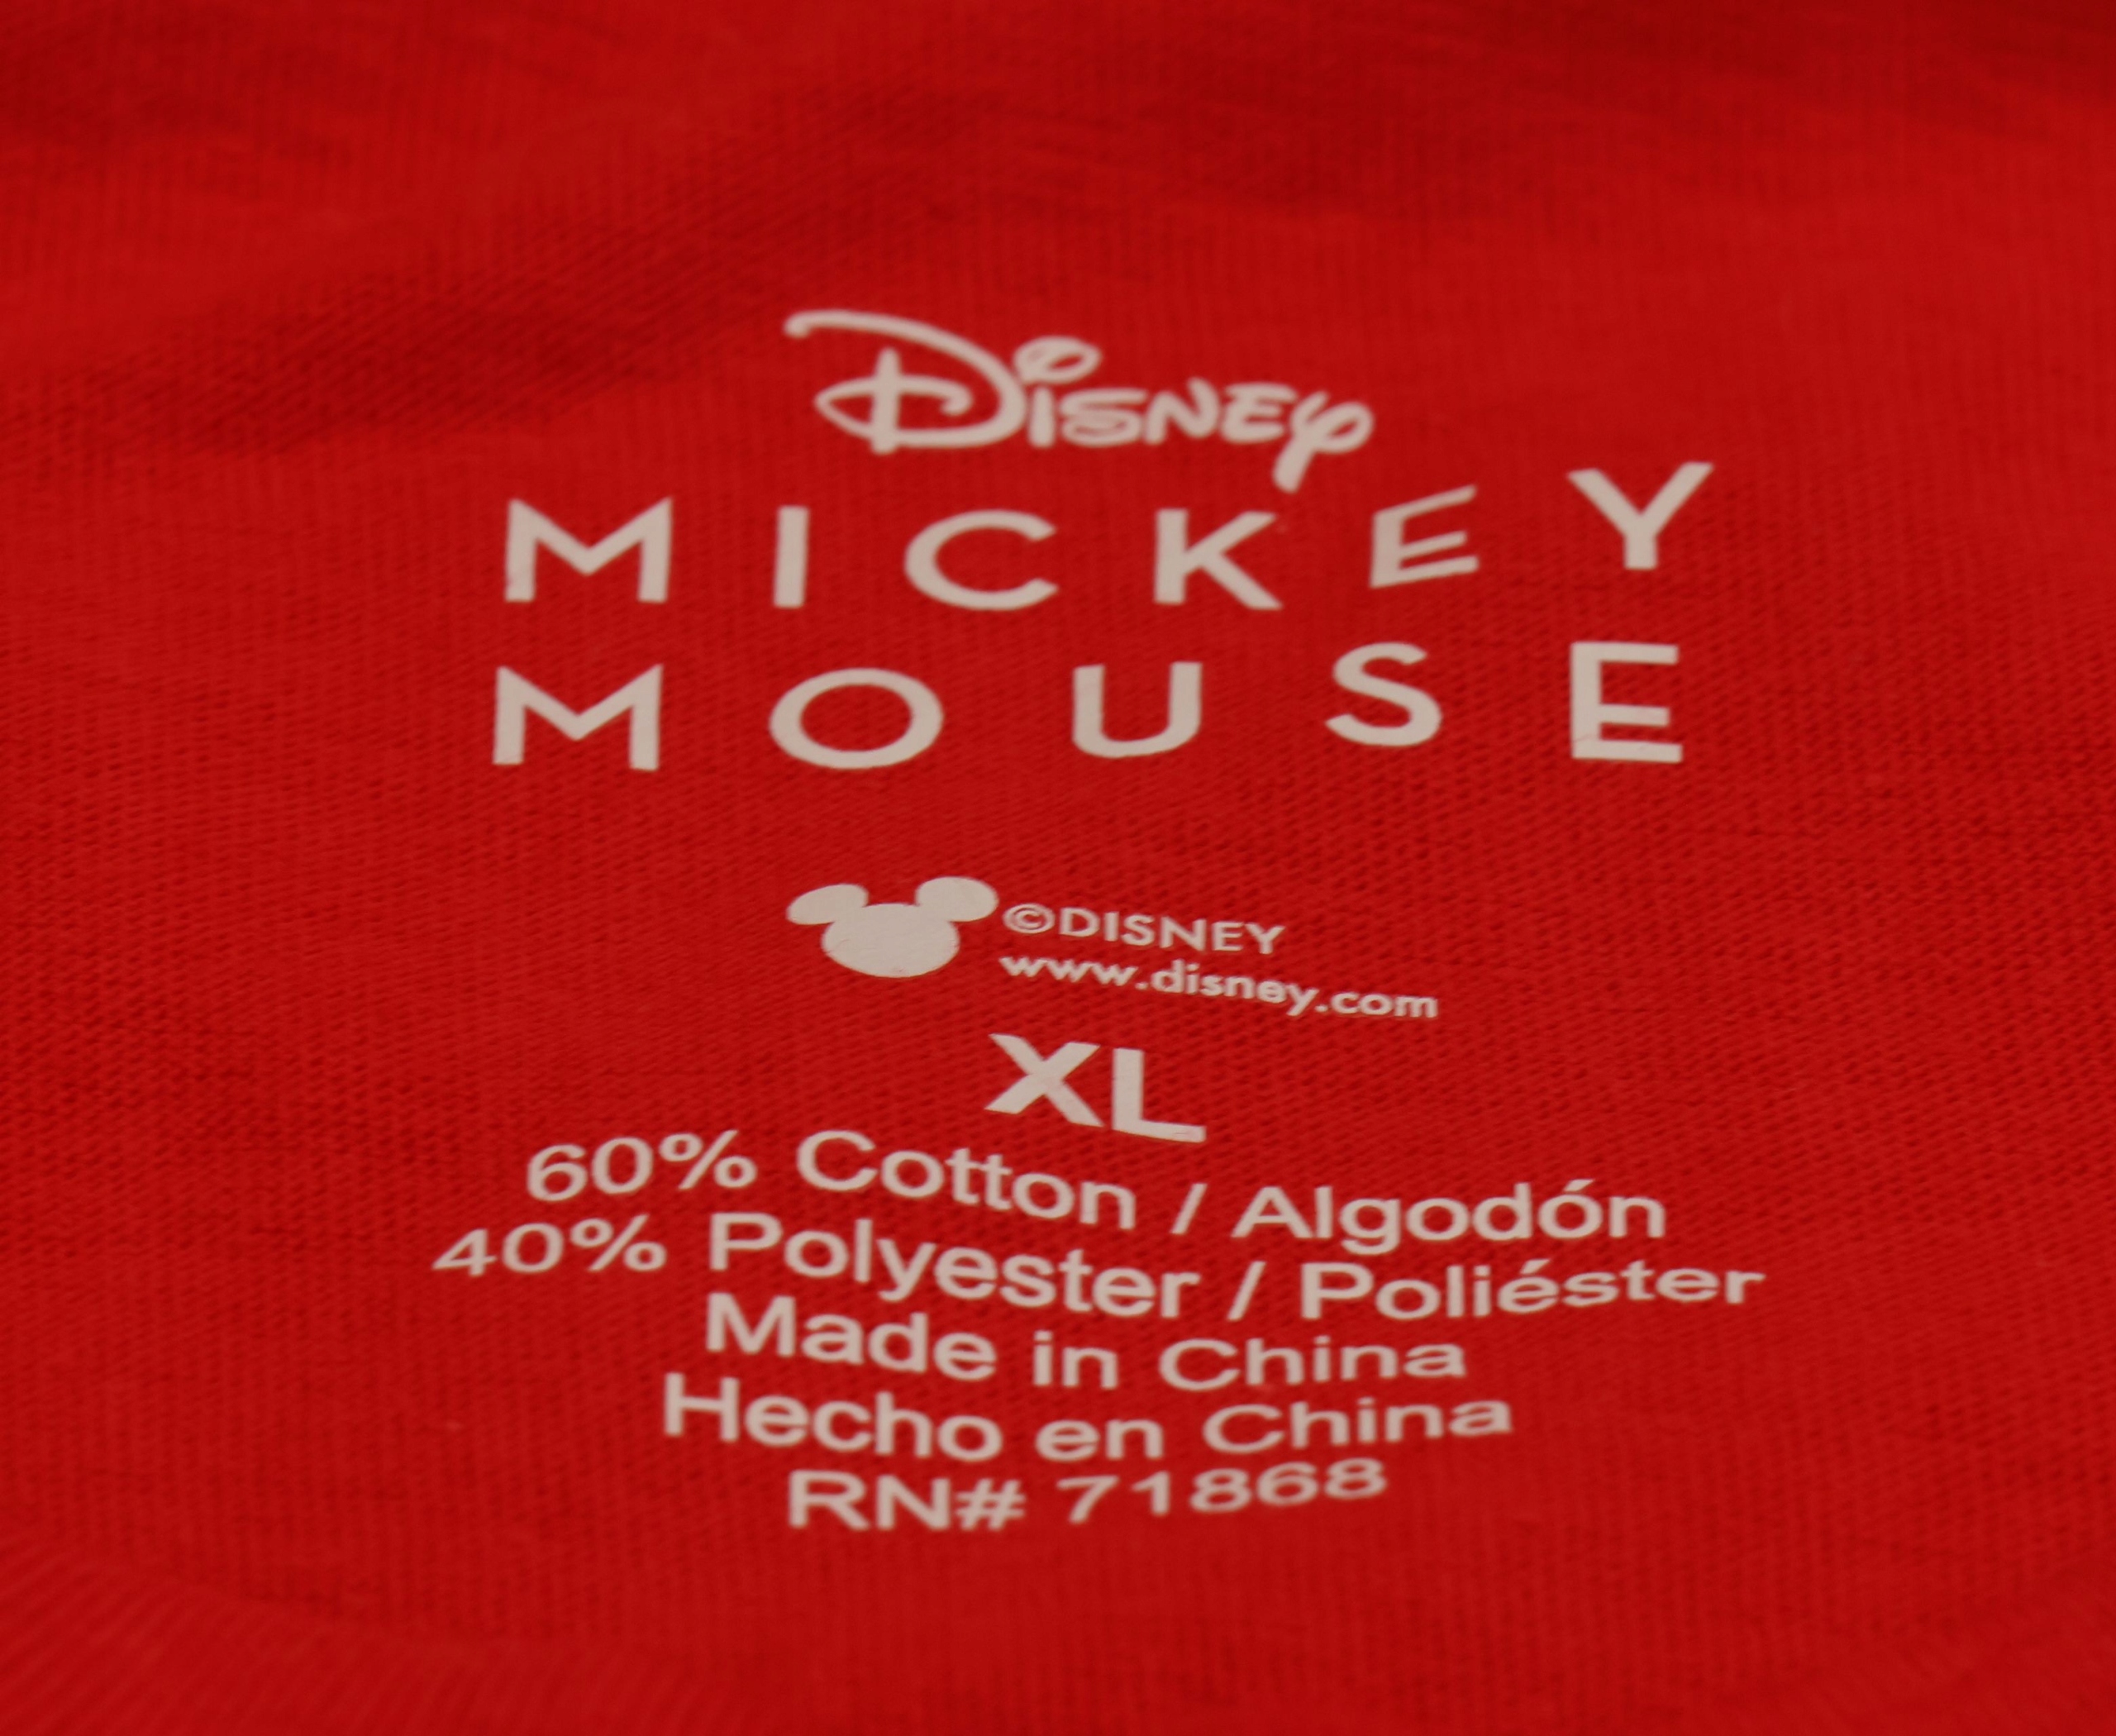 Disney
MICKEY
MOUSE
©DISNEY
www.disney.com
XL
60% Cotton / Algodón
40% Polyester / Poliéster
Made in China
Hecho en China
RN# 71868